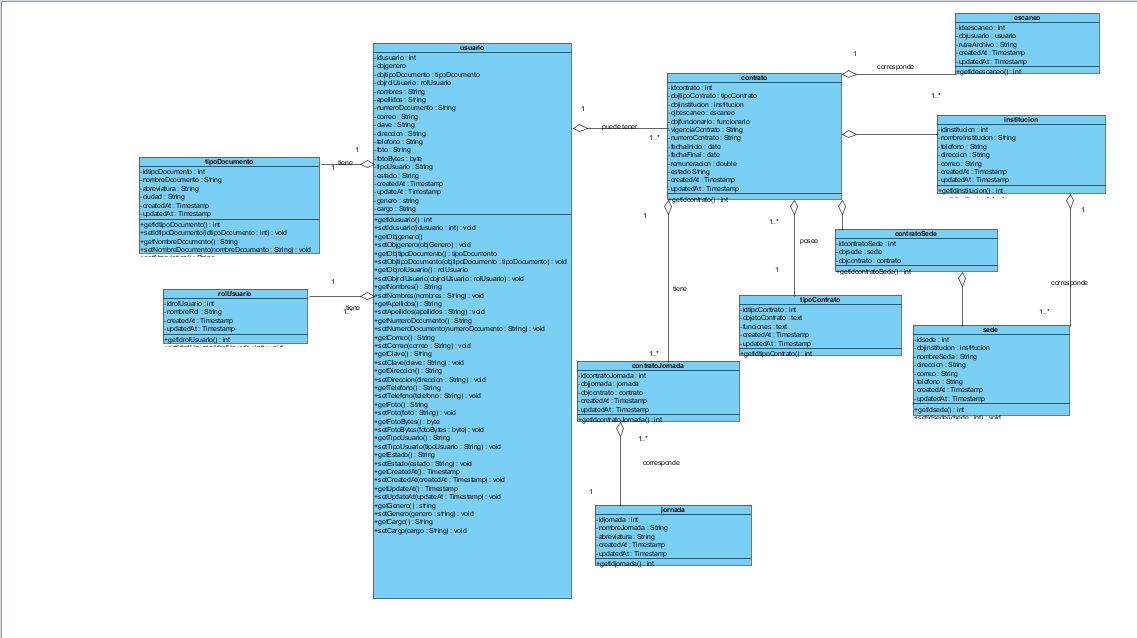 usuario
-idusuario : int
-objgenero
-objtipoDocumento : tipoDocumento
-objrolUsuario : rolUsuario
-nombres : String
-apellidos : String
-numeroDocumento : String
-correo : String
-clave : String
-direccion : String
-telefono : String
-foto : String
-fotoBytes : byte
-tipoUsuario : String
-estado : String
-createdAt : Timestamp
-updateAt : Timestamp
-genero : string
-cargo : String
+getIdusuario() : int
+setIdusuario(idusuario : int) : void
+getObjgenero()
+setObjgenero(objGenero) : void
+getObjtipoDocumento() : tipoDocumento
+setObjtipoDocumento(objtipoDocumento : tipoDocumento) : void
+getObjrolUsuario() : rolUsuario
+setObjrolUsuario(objrolUsuario : rolUsuario) : void
+getNombres() : String
+setNombres(nombres : String) : void
+getApellidos() : String
+setApellidos(apellidos : String) : void
+getNumeroDocumento() : String
+setNumeroDocumento(numeroDocumento : String) : void
+getCorreo() : String
+setCorreo(correo : String) : void
+getClave() : String
+setClave(clave : String) : void
+getDireccion() : String
+setDireccion(direccion : String) : void
+getTelefono() : String
+setTelefono(telefono : String) : void
+getFoto() : String
+setFoto(foto : String) : void
+getFotoBytes() : byte
+setFotoBytes(fotoBytes : byte) : void
+getTipoUsuario() : String
+setTipoUsuario(tipoUsuario : String) : void
+getEstado() : String
+setEstado(estado : String) : void
+getCreatedAt() : Timestamp
+setCreatedAt(createdAt : Timestamp) : void
+getUpdateAt() : Timestamp
+setUpdateAt(updateAt : Timestamp) : void
+getGenero() : string
+setGenero(genero : string) : void
+getCargo() : String
+setCargo(cargo : String) : void
tipoDocumento
-idtipoDocumento : int
-nombreDocumento : String
-abreviatura : String
-ciudad : String
-createdAt : Timestamp
-updatedAt : Timestamp
+getIdtipoDocumento() : int
+setIdtipoDocumento(idtipoDocumento : int) : void
+getNombreDocumento() : String
+setNombreDocumento(nombreDocumento : String) : void
1
tiene
1
rolUsuario
-idrolUsuario : int
-nombreRol : String
-createdAt : Timestamp
-updatedAt : Timestamp
+getIdrolUsuario() : int
1
tiene
1..*
1
puede tener
1..*
contrato
-idcontrato : int
-objtipoContrato : tipoContrato
-objinstitucion : institucion
-objescaneo : escaneo
-objfuncionario : funcionario
-vigenciaContrato : String
-numeroContrato : String
-fechaInicio : date
-fechaFinal : date
-remuneracion : double
-estado String
-createdAt : Timestamp
-updatedAt : Timestamp
+getIdcontrato() : int
1
corresponde
1..*
escaneo
-idescaneo : int
-objusuario : usuario
-rutraArchivo : String
-createdAt : Timestamp
-updatedAt : Timestamp
+getIdescaneo() : int
institucion
-idinstitucion : int
-nombreInstitucion : String
-telefono : String
-direccion : String
-correo : String
-createdAt : Timestamp
-updatedAt : Timestamp
+getIdinstitucion() : int
1
corresponde
1..*
contratoSede
-idcontratoSede : int
-objsede : sede
-objcontrato : contrato
+getIdcontratoSede() : int
1..*
posee
1
tipoContrato
-idtipoContrato : int
-objetoContrato : text
-funciones : text
-createdAt : Timestamp
-updatedAt : Timestamp
+getIdtipoContrato() : int
sede
-idsede : int
-objinstitucion : institucion
-nombreSede : String
-direccion : String
-correo : String
-telefono : String
-createdAt : Timestamp
-updatedAt : Timestamp
+getIdsede() : int
1
tiene
1..*
contratoJornada
-idcontratoJornada : int
-objjornada : jornada
-objcontrato : contrato
-createdAt : Timestamp
-updatedAt : Timestamp
+getIdcontratoJornada() : int
1..*
corresponde
1
jornada
-idjornada : int
-nombreJornada : String
-abreviatura : String
-createdAt : Timestamp
-updatedAt : Timestamp
+getIdjornada() : int